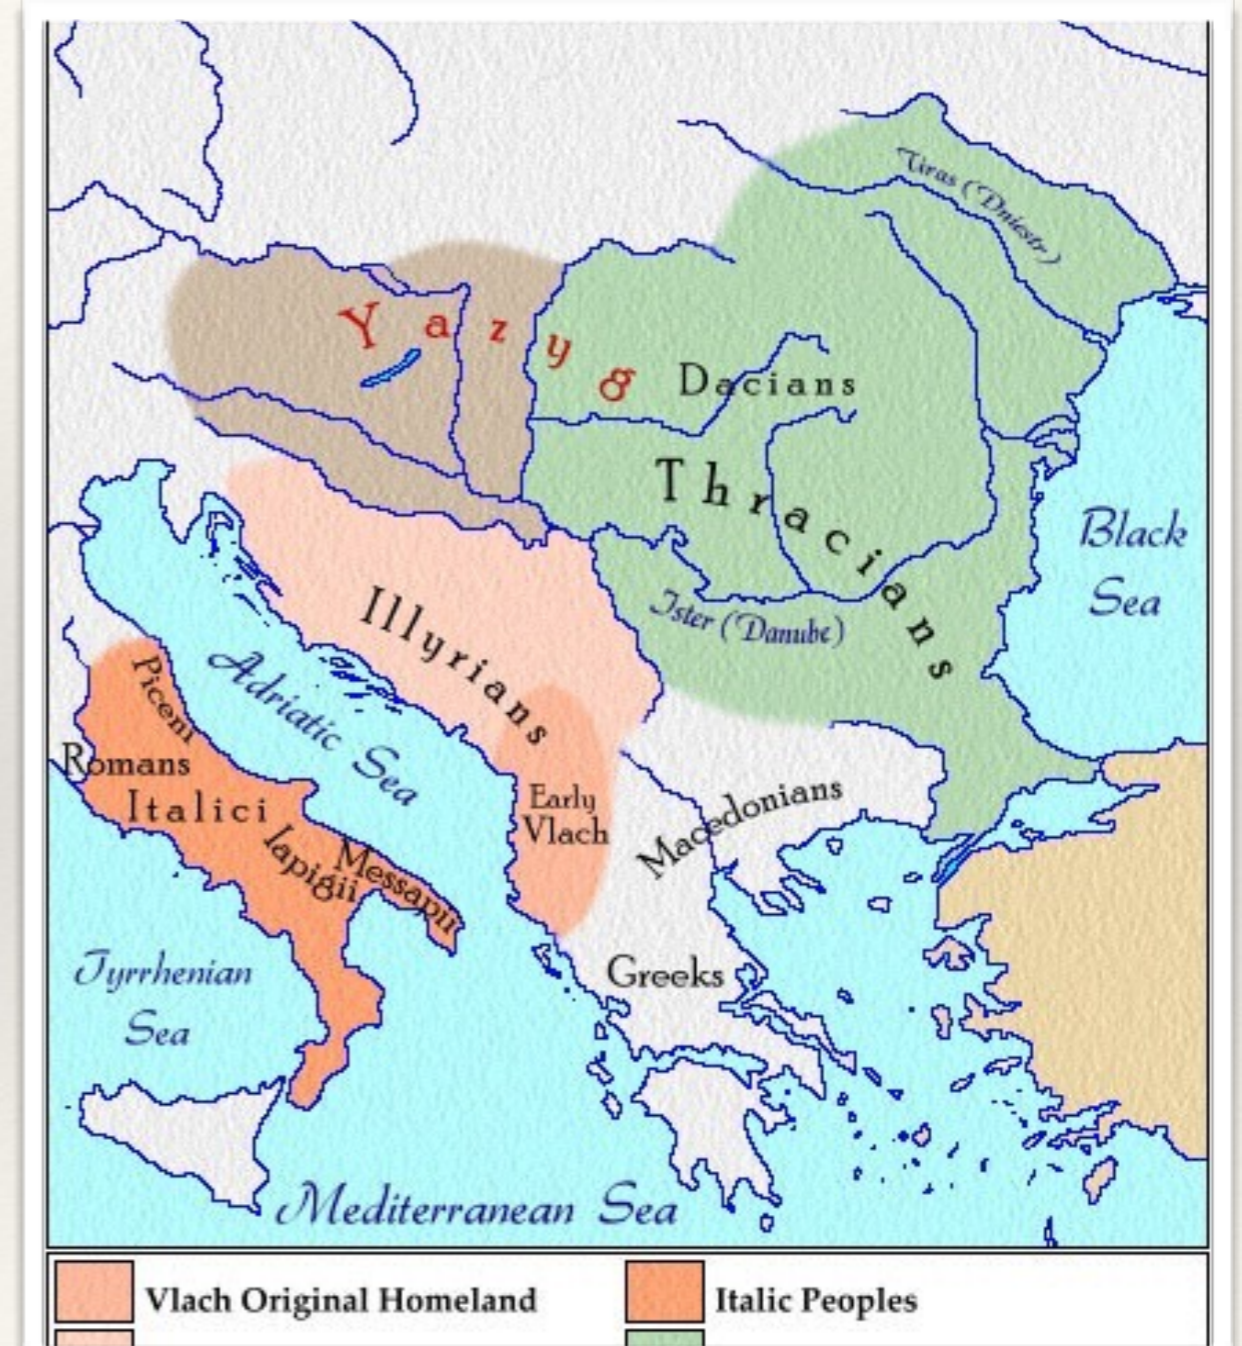 Tiras (Dniestr)
Yazyg
Dacians
Thracians
Black
Sea
Ister (Danube)
Illyrians
Adriatic Sea
Piceni
Romans
Italici
Iapigii
Messapii
Early
Vlach
Macedonians
Greeks
Tyrrhenian
Sea
Mediterranean Sea
Vlach Original Homeland
Italic Peoples